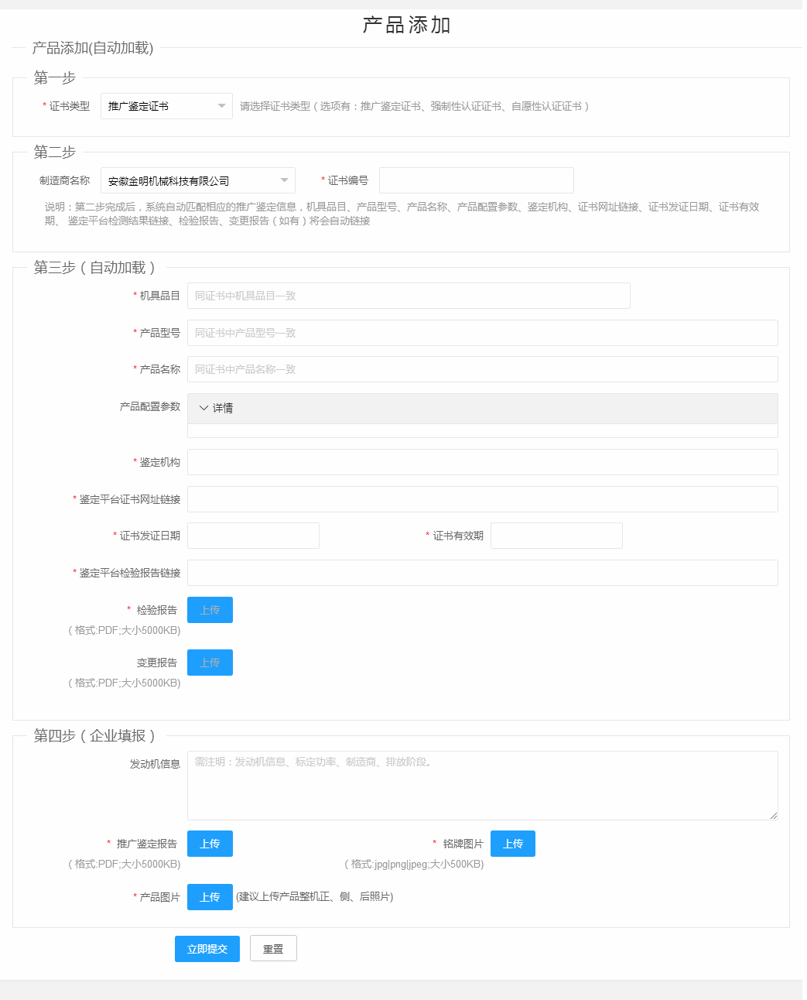 产品添加
产品添加(自动加载)
第一步
* 证书类型 推广鉴定证书 请选择证书类型（选项有：推广鉴定证书、强制性认证证书、自愿性认证证书）
第二步
制造商名称 安徽金明机械科技有限公司 * 证书编号
说明：第二步完成后，系统自动匹配相应的推广鉴定信息，机具品目、产品型号、产品名称、产品配置参数、鉴定机构、证书网址链接、证书发证日期、证书有效
期、 鉴定平台检测结果链接、检验报告、变更报告（如有）将会自动链接
第三步（自动加载）
* 机具品目 同证书中机具品目一致
* 产品型号 同证书中产品型号一致
* 产品名称 同证书中产品名称一致
产品配置参数 详情
* 鉴定机构
* 鉴定平台证书网址链接
* 证书发证日期 * 证书有效期
* 鉴定平台检验报告链接
* 检验报告 上传
（格式:PDF;大小5000KB)
变更报告 上传
（格式:PDF;大小5000KB)
第四步（企业填报）
发动机信息 需注明：发动机信息、标定功率、制造商、排放阶段。
* 推广鉴定报告 上传 * 铭牌图片 上传
（格式:PDF;大小5000KB) （格式:jpg|png|jpeg;大小500KB)
* 产品图片 上传 (建议上传产品整机正、侧、后照片)
立即提交 重置